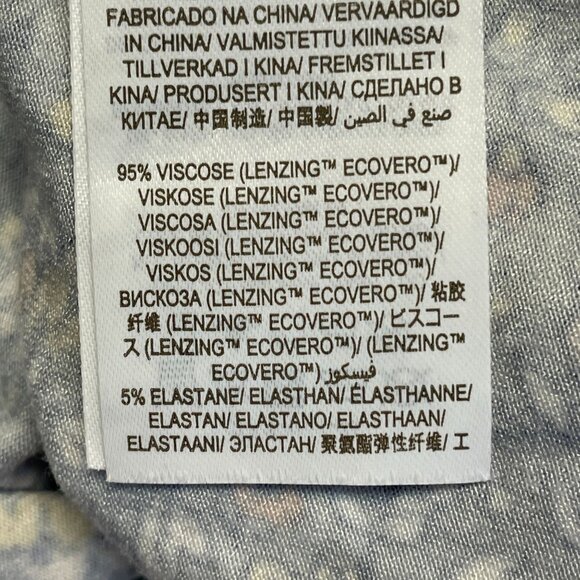 FABRICADO NA CHINA/ VERVAARDIGD
IN CHINA/ VALMISTETTU KIINASSA/
TILLVERKAD I KINA/ FREMSTILLET I
KINA/ PRODUSERT I KINA/ СДЕЛАНО В
КИТАЕ/ 中国制造/ 中国製/ صنع في الصين
95% VISCOSE (LENZING™ ECOVERO™)/
VISKOSE (LENZING™ ECOVERO™)/
VISCOSA (LENZING™ ECOVERO™)/
VISKOOSI (LENZING™ ECOVERO™)/
VISKOS (LENZING™ ECOVERO™)/
ВИСКОЗА (LENZING™ ECOVERO™)/ 粘胶
纤维 (LENZING™ ECOVERO™)/ ビスコー
ス (LENZING™ ECOVERO™)/ (LENZING™
ECOVERO™) فيسكوز/
5% ELASTANE/ ELASTHAN/ ÉLASTHANNE/
ELASTAN/ ELASTANO/ ELASTHAAN/
ELASTAANI/ ЭЛАСТАН/ 聚氨酯弹性纤维/ エ